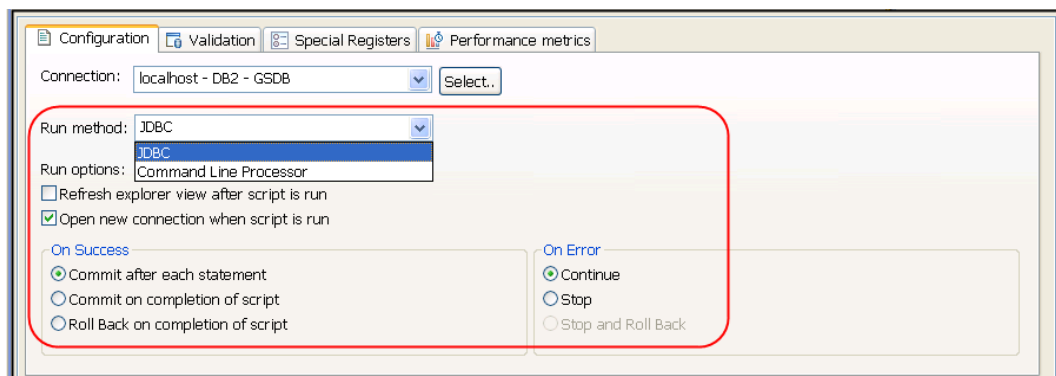 Configuration Validation Special Registers Performance metrics
Connection: localhost - DB2 - GSDB Select..
Run method: JDBC
JDBC
Run options: Command Line Processor
Refresh explorer view after script is run
Open new connection when script is run
On Success On Error
Commit after each statement Continue
Commit on completion of script Stop
Roll Back on completion of script Stop and Roll Back